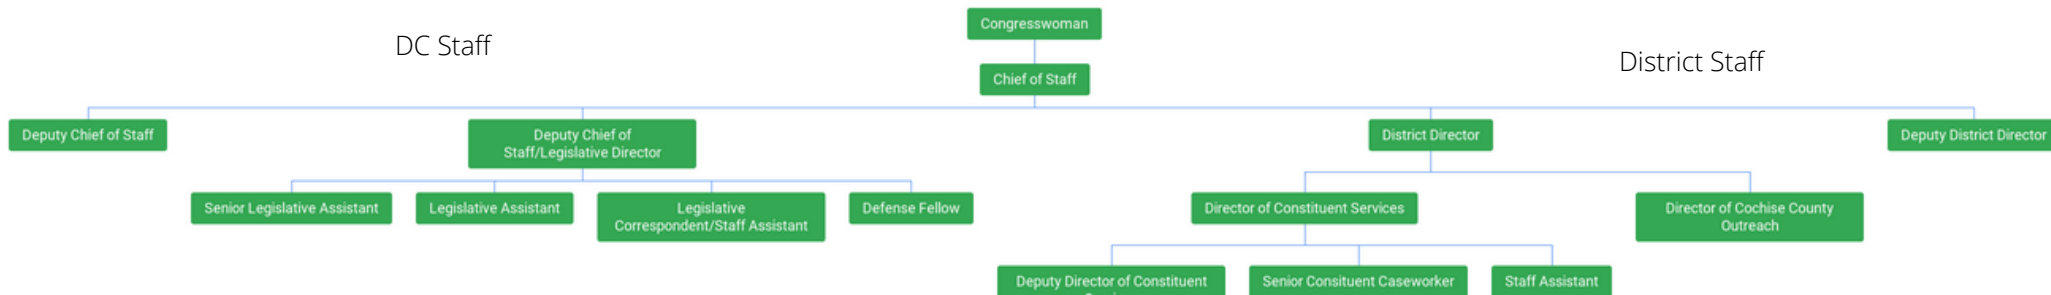 Congresswoman
DC Staff
District Staff
Chief of Staff
Deputy Chief of Staff
Deputy Chief of
Staff/Legislative Director
District Director
Deputy District Director
Senior Legislative Assistant
Legislative Assistant
Legislative
Correspondent/Staff Assistant
Defense Fellow
Director of Constituent Services
Director of Cochise County
Outreach
Deputy Director of Constituent
Senior Consituent Caseworker
Staff Assistant